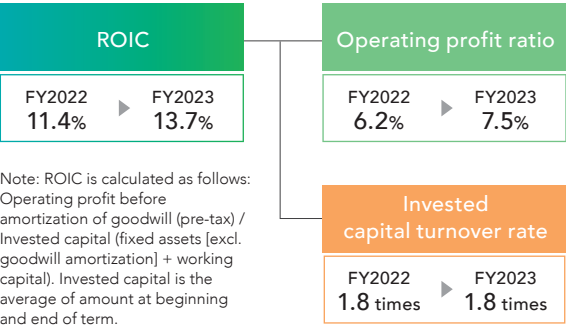 ROIC
FY2022 ▶ FY2023
11.4% 13.7%
Operating profit ratio
FY2022 ▶ FY2023
6.2% 7.5%
Note: ROIC is calculated as follows:
Operating profit before
amortization of goodwill (pre-tax) /
Invested capital (fixed assets [excl.
goodwill amortization] + working
capital). Invested capital is the
average of amount at beginning
and end of term.
Invested
capital turnover rate
FY2022 ▶ FY2023
1.8 times 1.8 times